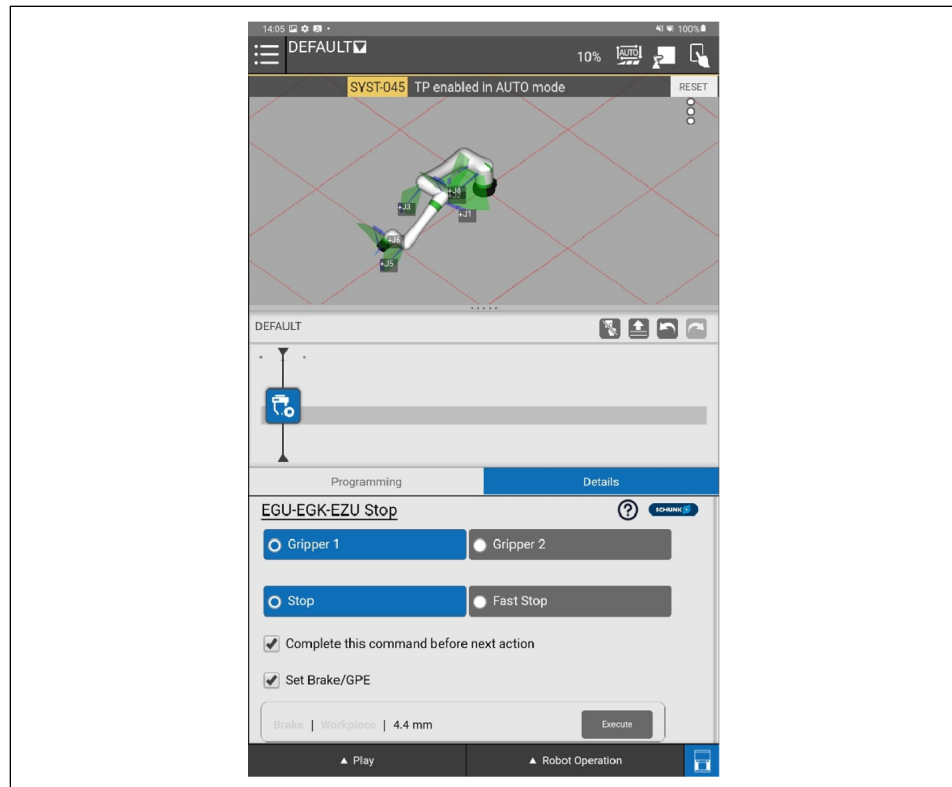 14:05 100%
DEFAULT 10% AUTO
SYST-045 TP enabled in AUTO mode RESET
+J4
+J3
+J1
+J6
+J5
DEFAULT
Programming Details
EGU-EGK-EZU Stop ? SCHUNK
Gripper 1 Gripper 2
Stop Fast Stop
Complete this command before next action
Set Brake/GPE
Brake | Workpiece | 4.4 mm Execute
▲ Play ▲ Robot Operation